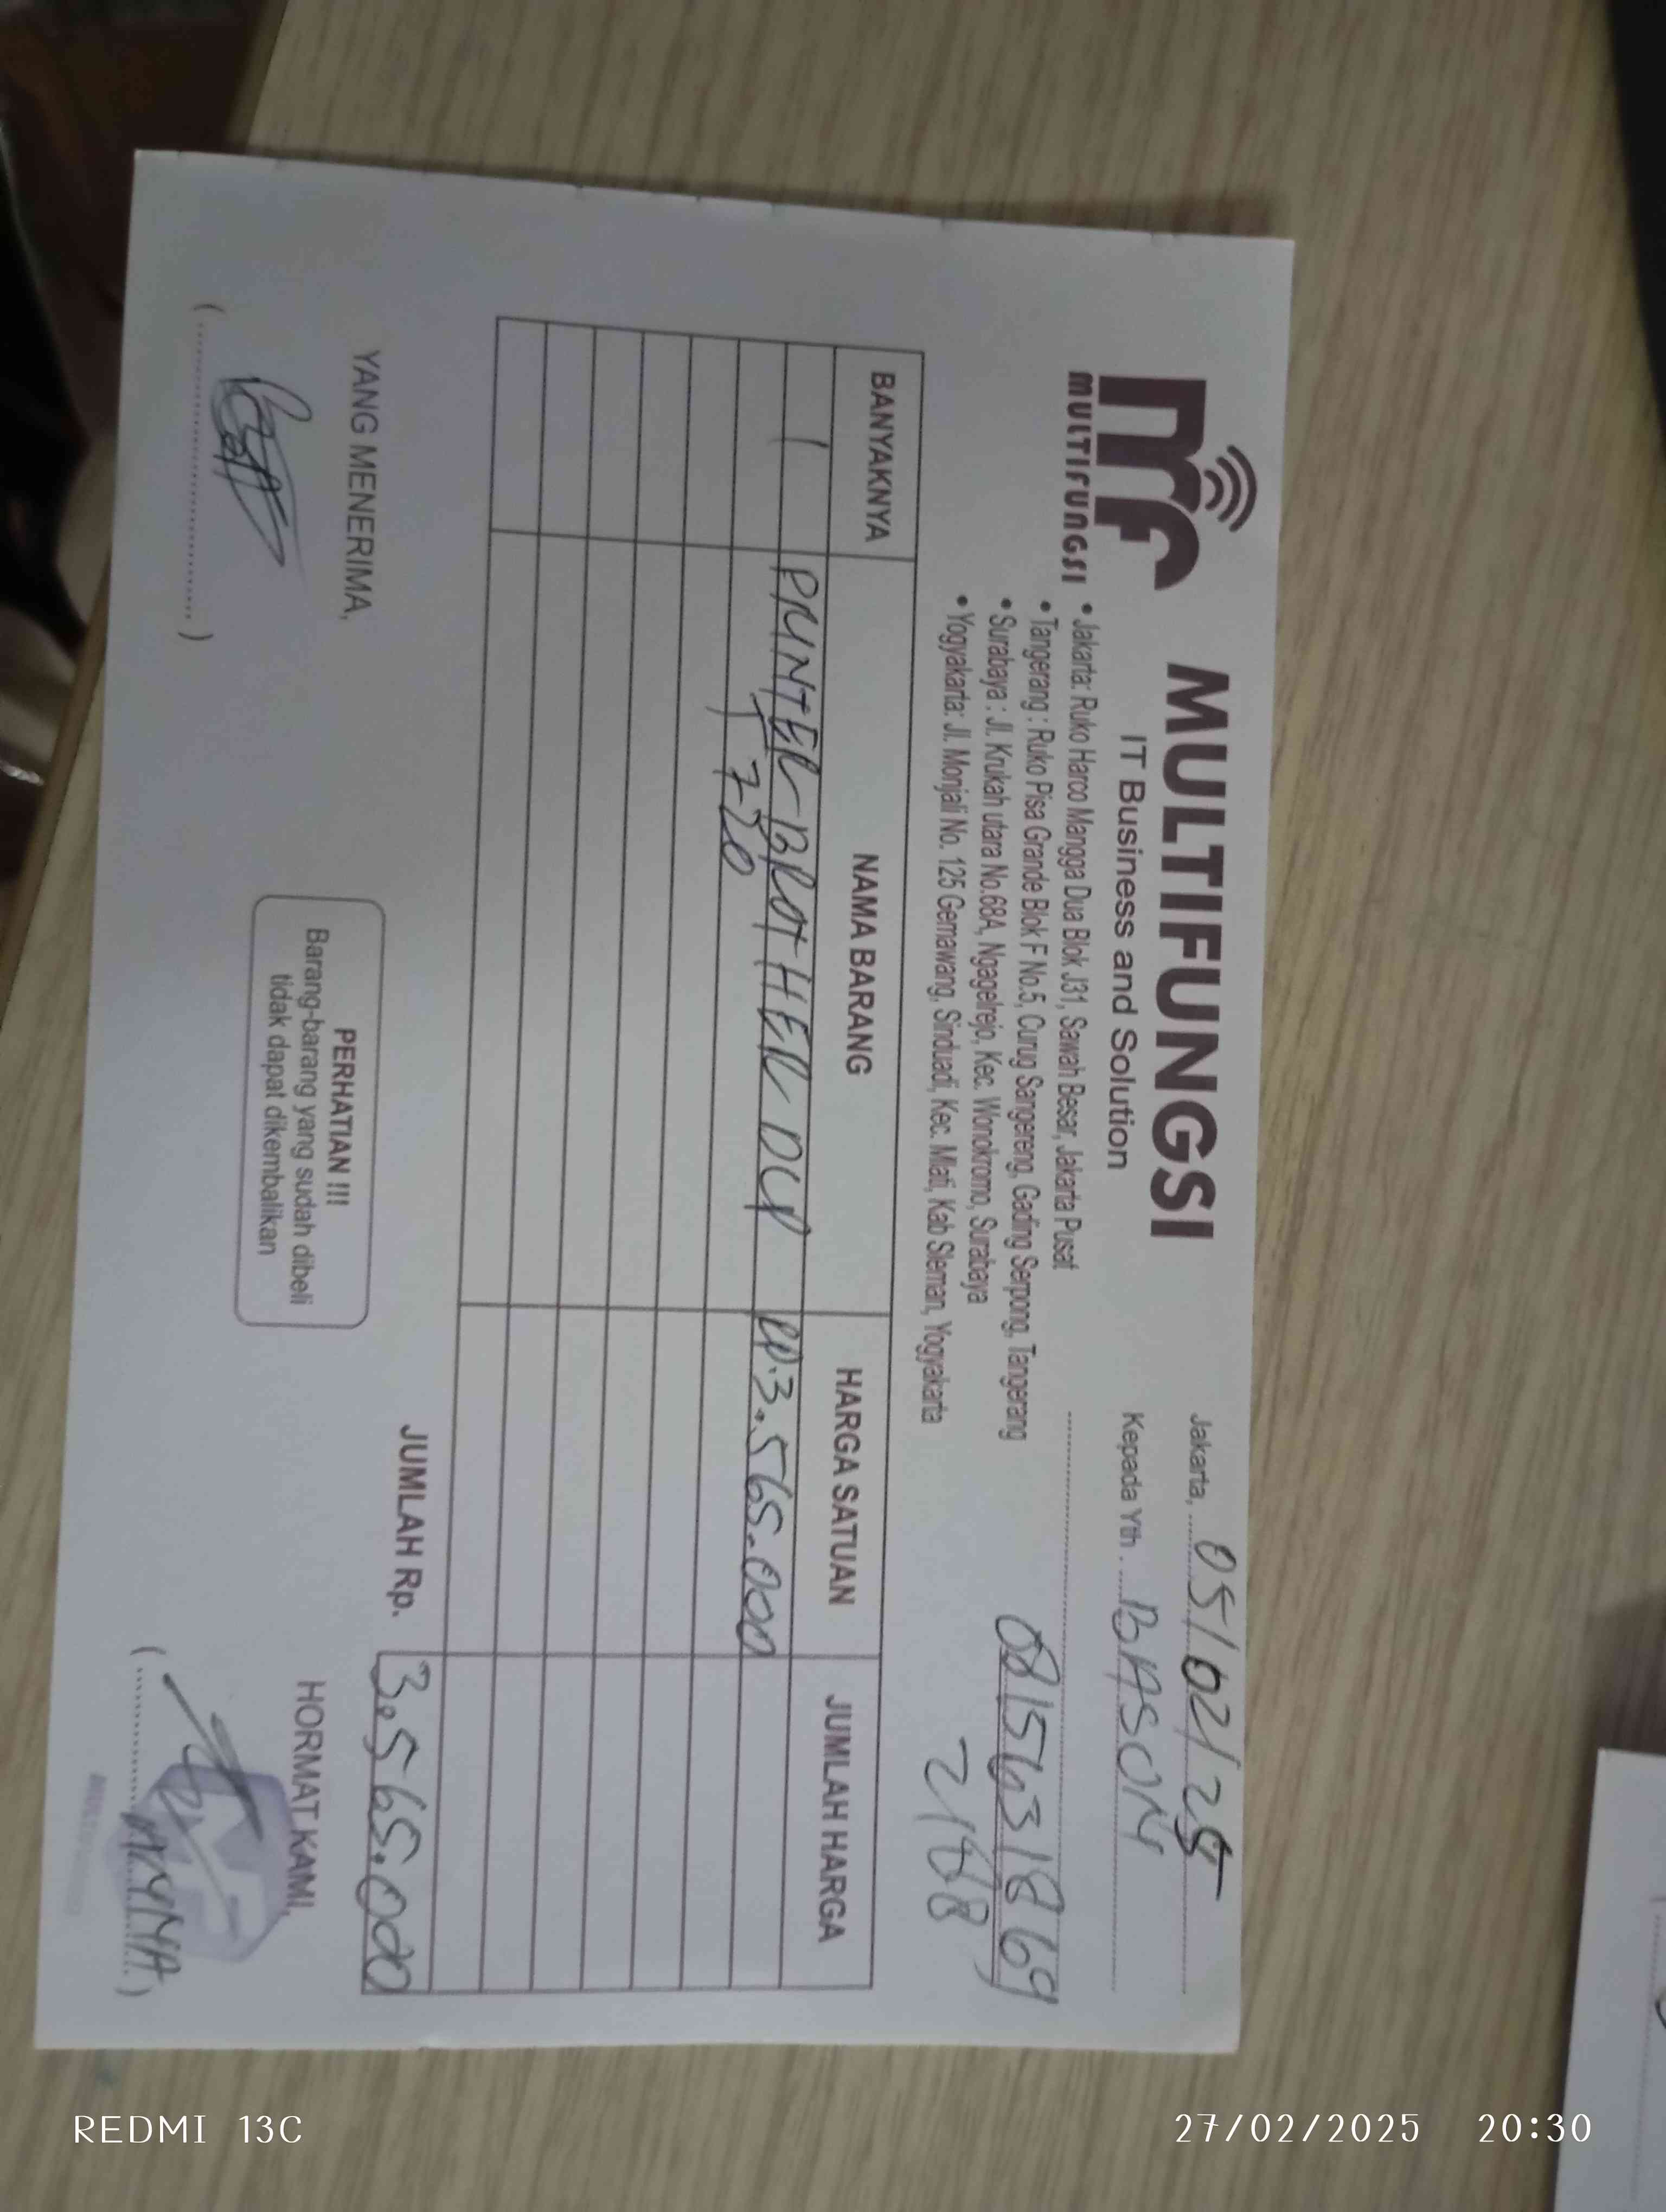 MULTIFUNGSI
MULTIFUNGSI
IT Business and Solution
• Jakarta: Ruko Harco Mangga Dua Blok J31, Sawah Besar, Jakarta Pusat
• Tangerang : Ruko Pisa Grande Blok F No.5, Curug Sangereng, Gading Serpong, Tangerang
• Surabaya : Jl. Krukah utara No.68A, Ngagelrejo, Kec. Wonokromo, Surabaya
• Yogyakarta: Jl. Monjali No. 125 Gemawang, Sinduadi, Kec. Mlati, Kab Sleman, Yogyakarta
Jakarta, 05/02/25
Kepada Yth. BASON
081563181869
2188
BANYAKNYA NAMA BARANG HARGA SATUAN JUMLAH HARGA
1 PRINTER BROTHER DCP Rp.3.565.000
T720
JUMLAH Rp. 3.565.000
YANG MENERIMA,
PERHATIAN !!!
Barang-barang yang sudah dibeli
tidak dapat dikembalikan
HORMAT KAMI,
REDMI 13C
27/02/2025 20:30